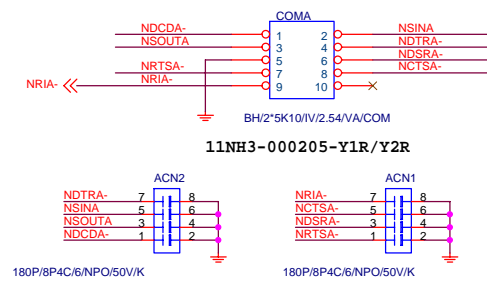 COMA
NDCDA- 1 2 NSINA
NSOUTA 3 4 NDTRA-
5 6 NDSRA-
NRTSA- 7 8 NCTSA-
NRIA- NRIA- 9 10
BH/2*5K10/IV/2.54/VA/COM
11NH3-000205-Y1R/Y2R
ACN2
NDTRA- 7 8
NSINA 5 6
NSOUTA 3 4
NDCDA- 1 2
180P/8P4C/6/NPO/50V/K
ACN1
NRIA- 7 8
NCTSA- 5 6
NDSRA- 3 4
NRTSA- 1 2
180P/8P4C/6/NPO/50V/K